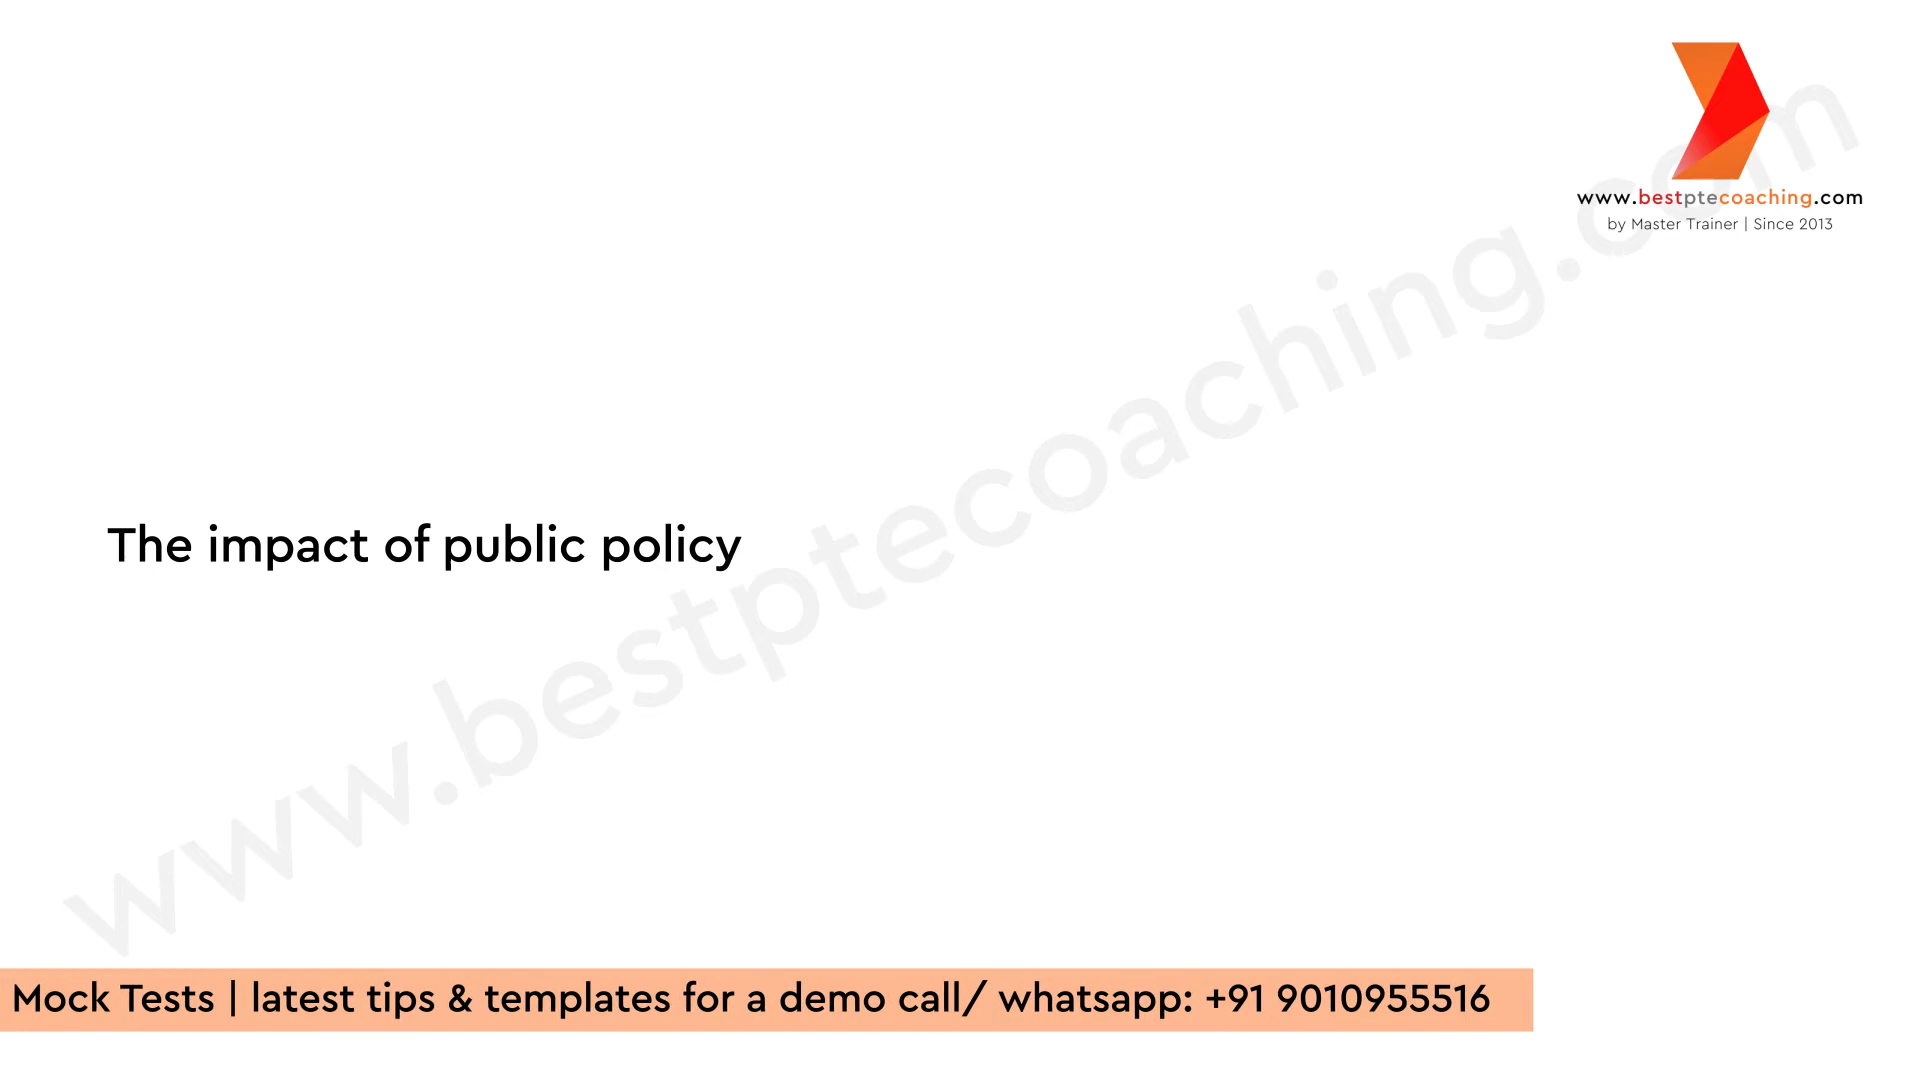 www.bestptecoaching.com
by Master Trainer | Since 2013
The impact of public policy
www.bestptecoaching.com
Mock Tests | latest tips & templates for a demo call/ whatsapp: +91 9010955516